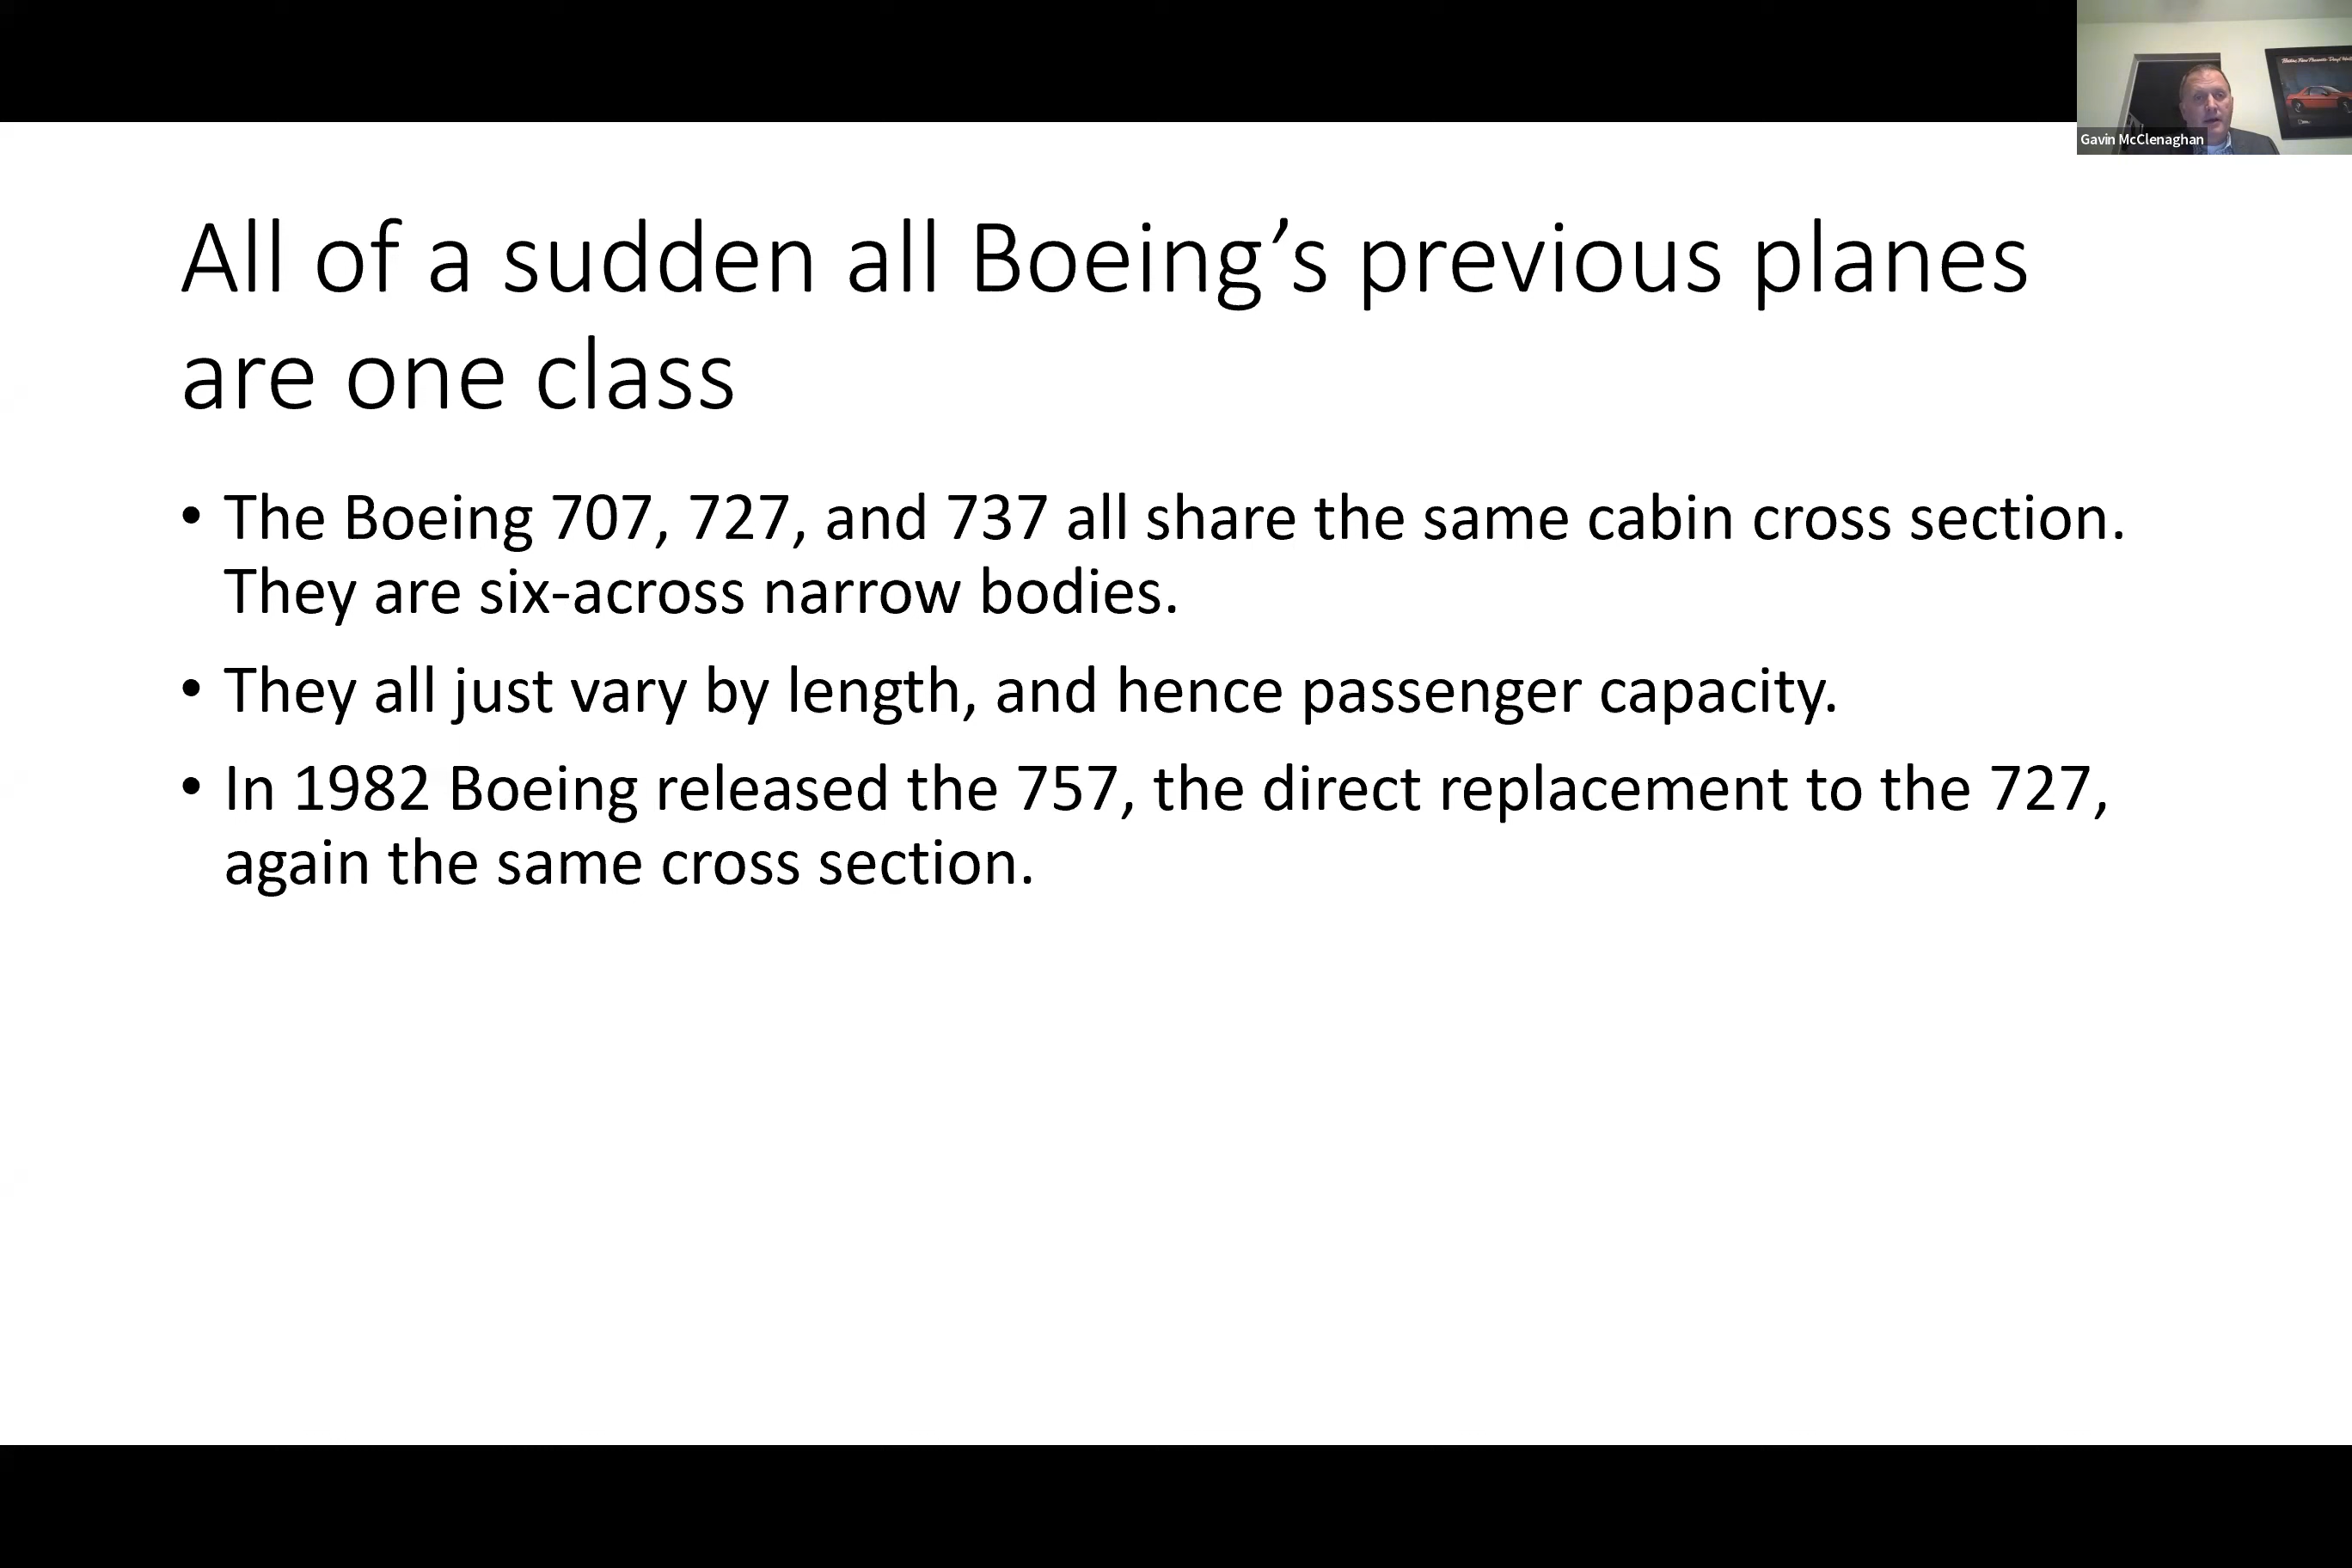 Gavin McClenaghan
All of a sudden all Boeing’s previous planes
are one class
• The Boeing 707, 727, and 737 all share the same cabin cross section.
They are six-across narrow bodies.
• They all just vary by length, and hence passenger capacity.
• In 1982 Boeing released the 757, the direct replacement to the 727,
again the same cross section.